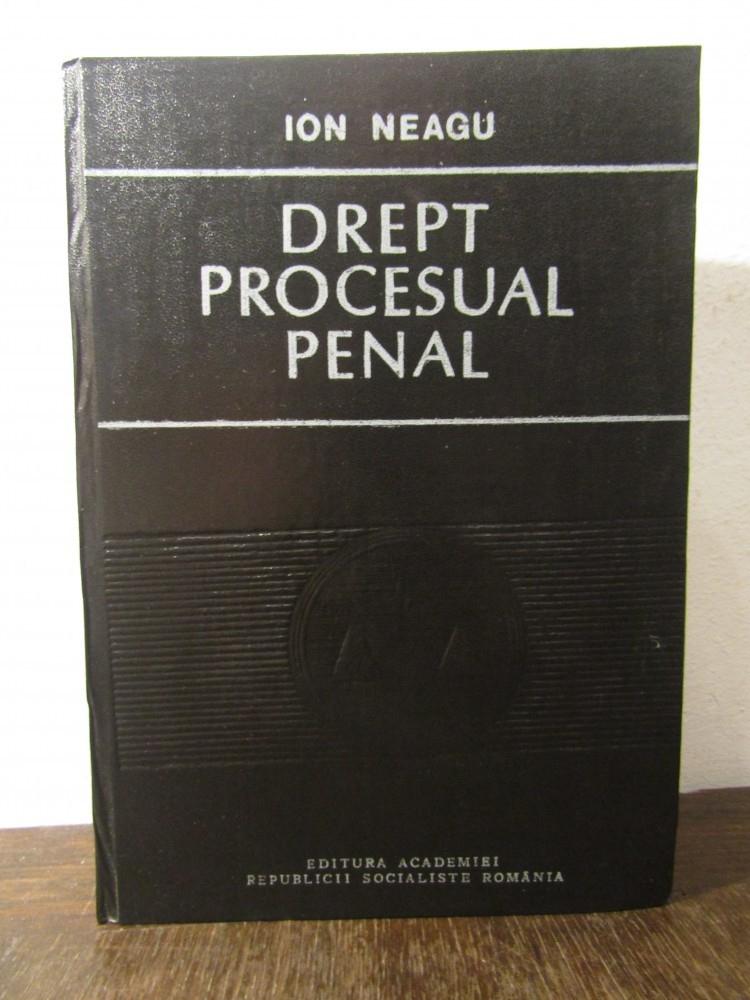 ION NEAGU
DREPT
PROCESUAL
PENAL
EDITURA ACADEMIEI
REPUBLICII SOCIALISTE ROMÂNIA